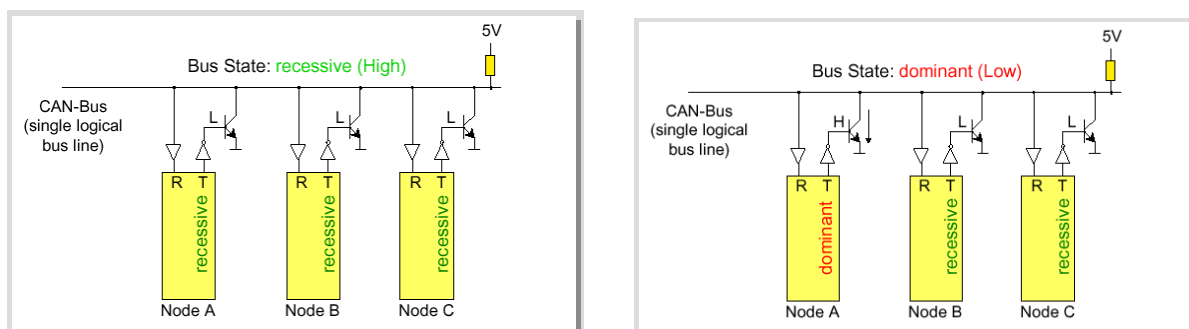 5V
Bus State: recessive (High)
CAN-Bus
(single logical
bus line)
L
L
L
R T
R T
R T
recessive
recessive
recessive
Node A
Node B
Node C
5V
Bus State: dominant (Low)
CAN-Bus
(single logical
bus line)
H
L
L
R T
R T
R T
dominant
recessive
recessive
Node A
Node B
Node C